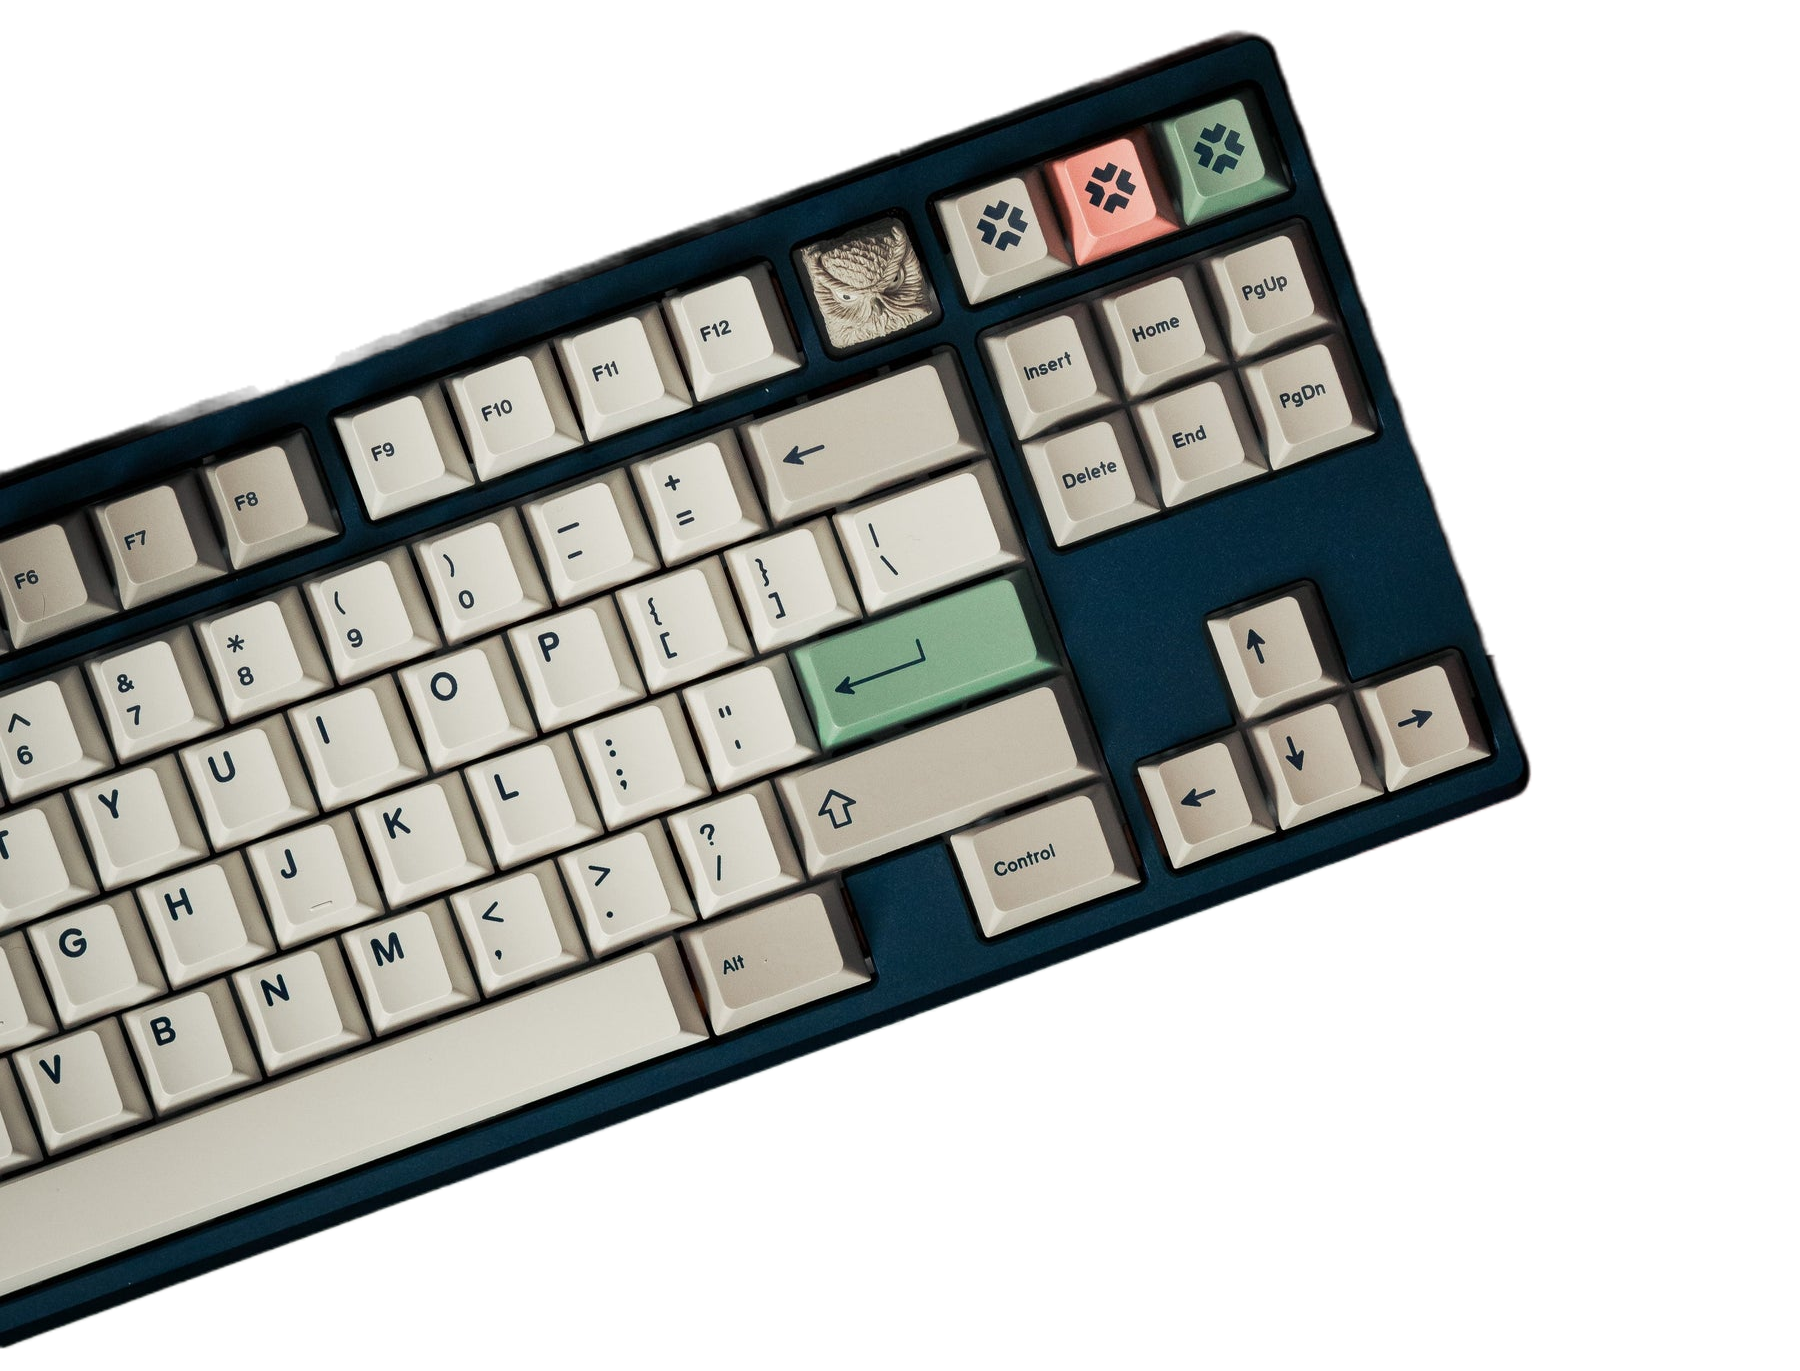 F6 F7 F8 F9 F10 F11 F12
^ & * ( ) _ + ←
6 7 8 9 0 - =
Insert Home PgUp
T Y U I O P { } |
[ ] \
Delete End PgDn
G H J K L : "
; '
V B N M < > ? ⇧
, . /
Alt Control
↑
← ↓ →